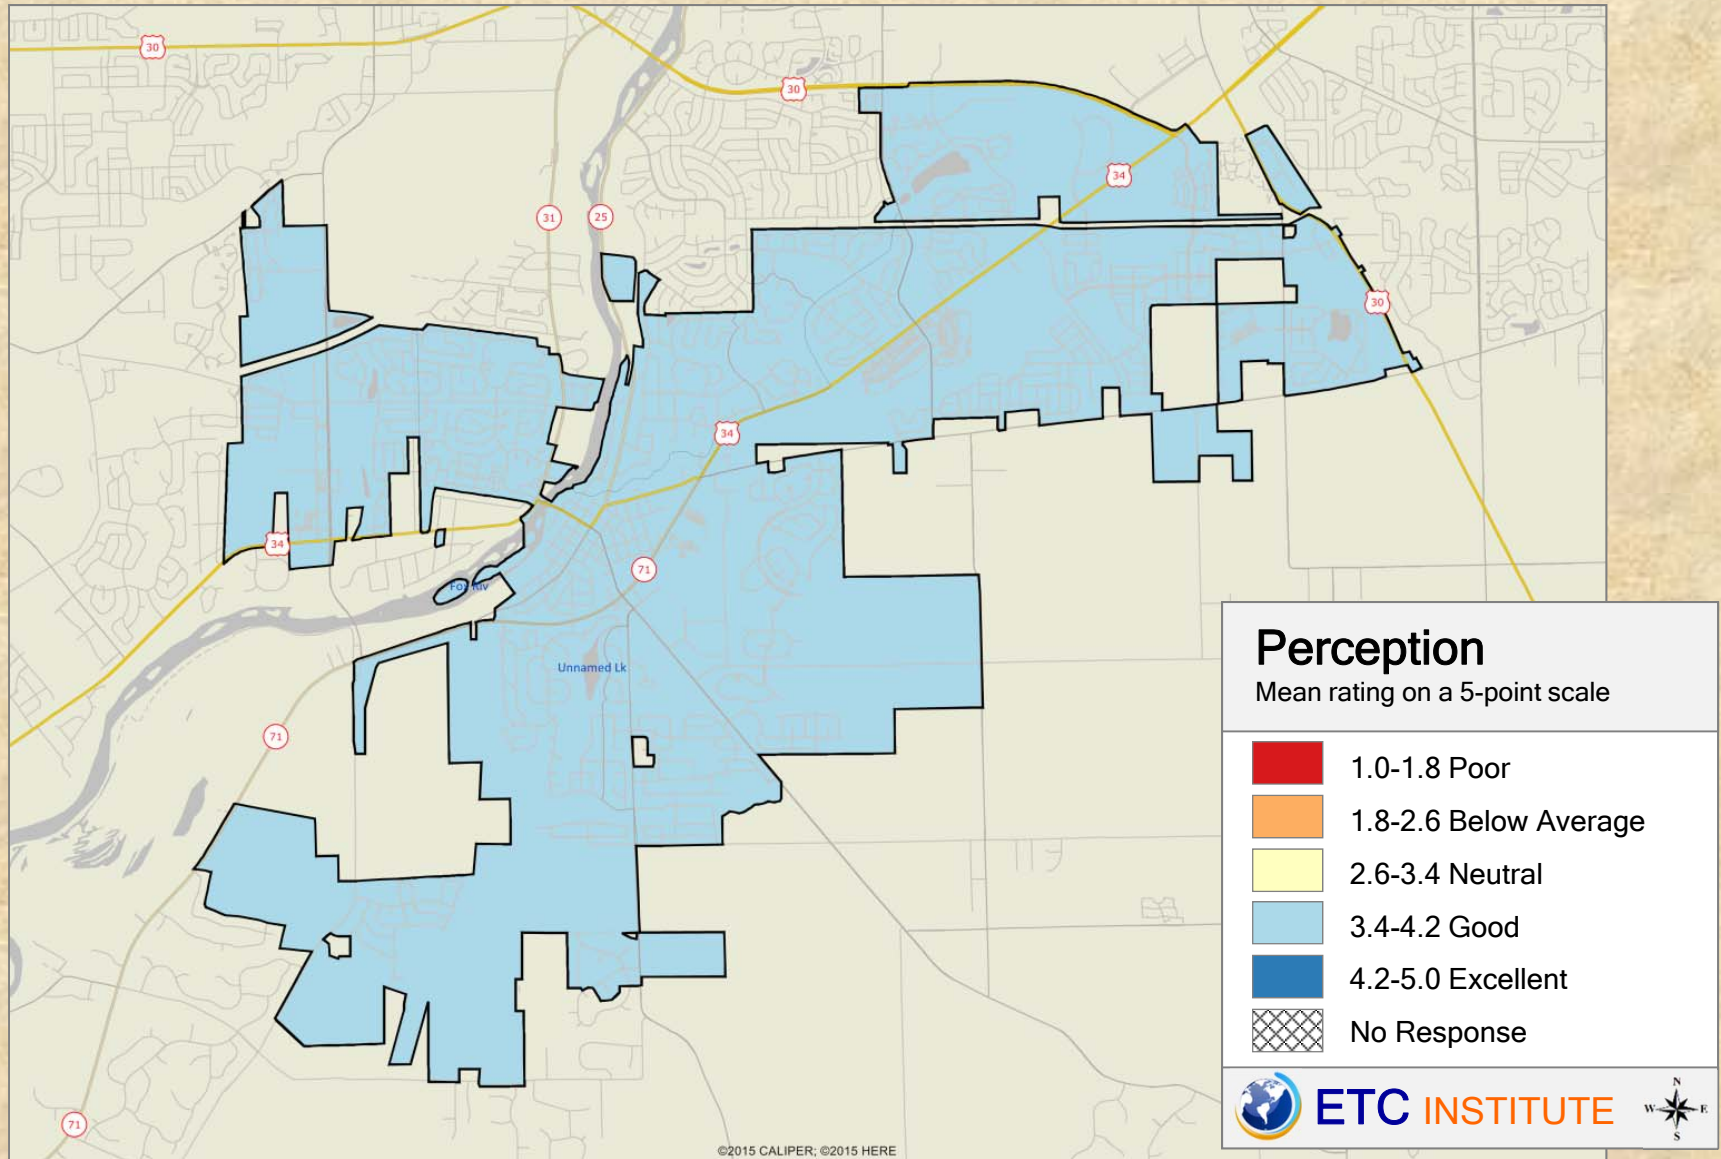 30
30
34
31
25
30
34
34
71
Fox Riv
Unnamed Lk
71
71
Perception
Mean rating on a 5-point scale
1.0-1.8 Poor
1.8-2.6 Below Average
2.6-3.4 Neutral
3.4-4.2 Good
4.2-5.0 Excellent
No Response
ETC INSTITUTE
N
W E
S
©2015 CALIPER; ©2015 HERE